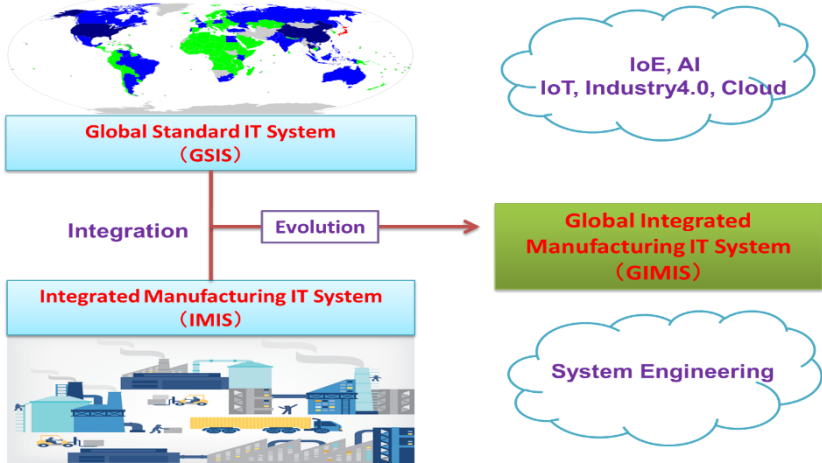 Global Standard IT System
（GSIS）
IoE, AI
IoT, Industry4.0, Cloud
Integration
Evolution
Global Integrated
Manufacturing IT System
（GIMIS）
Integrated Manufacturing IT System
（IMIS）
System Engineering